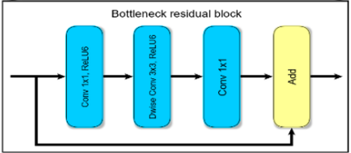 Bottleneck residual block
Conv 1x1, ReLU6
Dwise Conv 3x3, ReLU6
Conv 1x1
Add